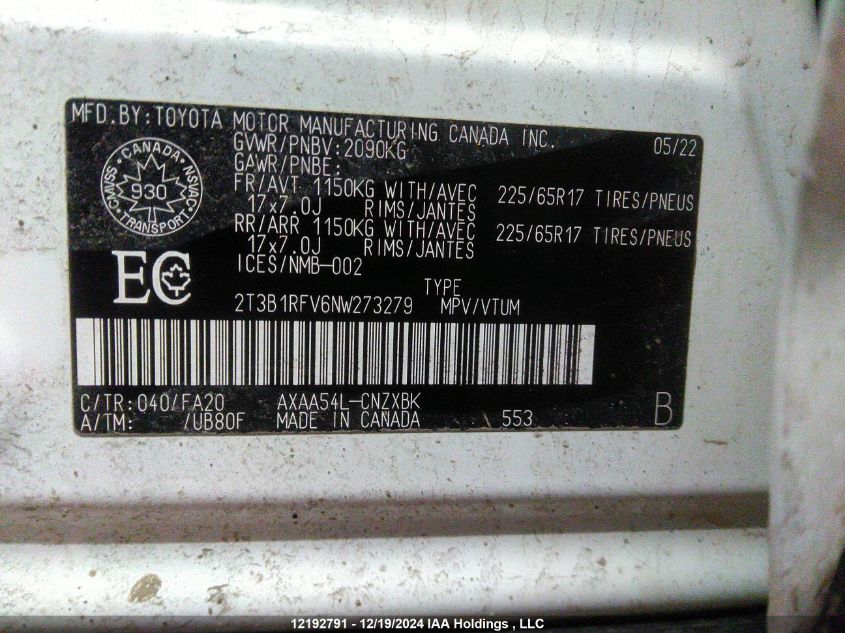 MFD.BY:TOYOTA MOTOR MANUFACTURING CANADA INC.
05/22
GVWR/PNBV:2090KG
GAWR/PNBE:
FR/AVT 1150KG WITH/AVEC 225/65R17 TIRES/PNEUS
17x7.0J RIMS/JANTES
RR/ARR 1150KG WITH/AVEC 225/65R17 TIRES/PNEUS
17x7.0J RIMS/JANTES
ICES/NMB-002
CANADA
CMVSS 930 NSVAC
TRANSPORT
EC
TYPE
2T3B1RFV6NW273279 MPV/VTUM
C/TR:040/FA20 AXAA54L-CNZXBK
A/TM: /UB80F MADE IN CANADA 553 B
12192791 - 12/19/2024 IAA Holdings , LLC